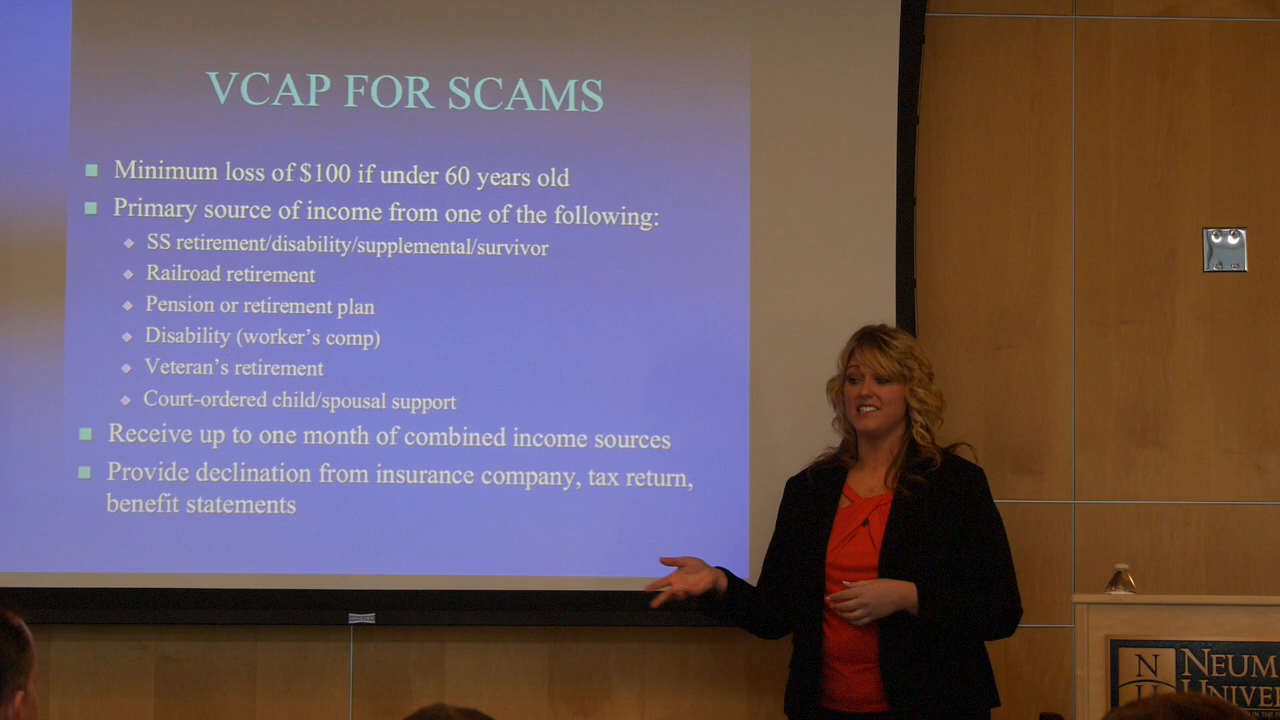 VCAP FOR SCAMS
Minimum loss of $100 if under 60 years old
Primary source of income from one of the following:
SS retirement/disability/supplemental/survivor
Railroad retirement
Pension or retirement plan
Disability (worker's comp)
Veteran's retirement
Court-ordered child/spousal support
Receive up to one month of combined income sources
Provide declination from insurance company, tax return,
benefit statements
N
NEUM
U
UNIVER
IN THE